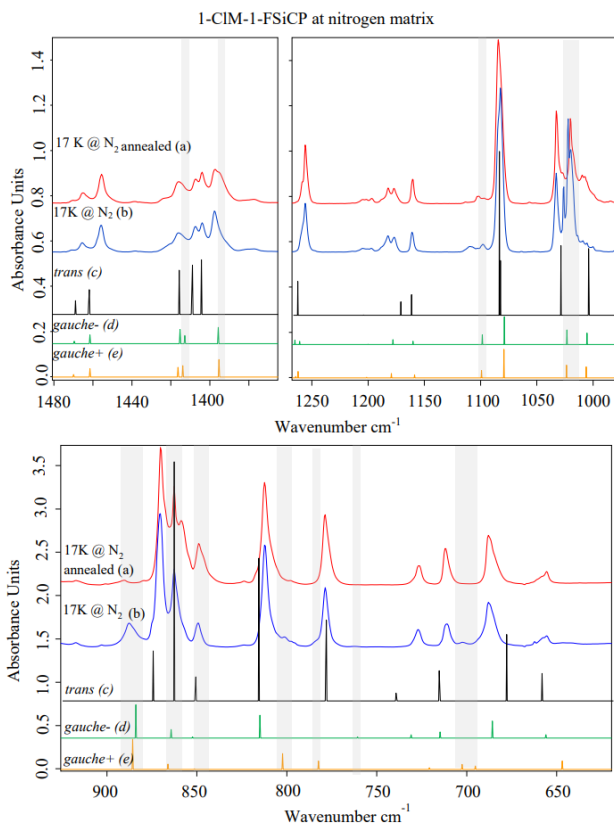 1-ClM-1-FSiCP at nitrogen matrix
Absorbance Units
1.4
1.2
1.0
0.8
0.6
0.4
0.2
0.0
17 K @ N2 annealed (a)
17K @ N2 (b)
trans (c)
gauche- (d)
gauche+ (e)
1480 1440 1400
Wavenumber cm-1
1250 1200 1150 1100 1050 1000
Wavenumber cm-1
Absorbance Units
3.5
3.0
2.5
2.0
1.5
1.0
0.5
0.0
17K @ N2
annealed (a)
17K @ N2 (b)
trans (c)
gauche- (d)
gauche+ (e)
900 850 800 750 700 650
Wavenumber cm-1